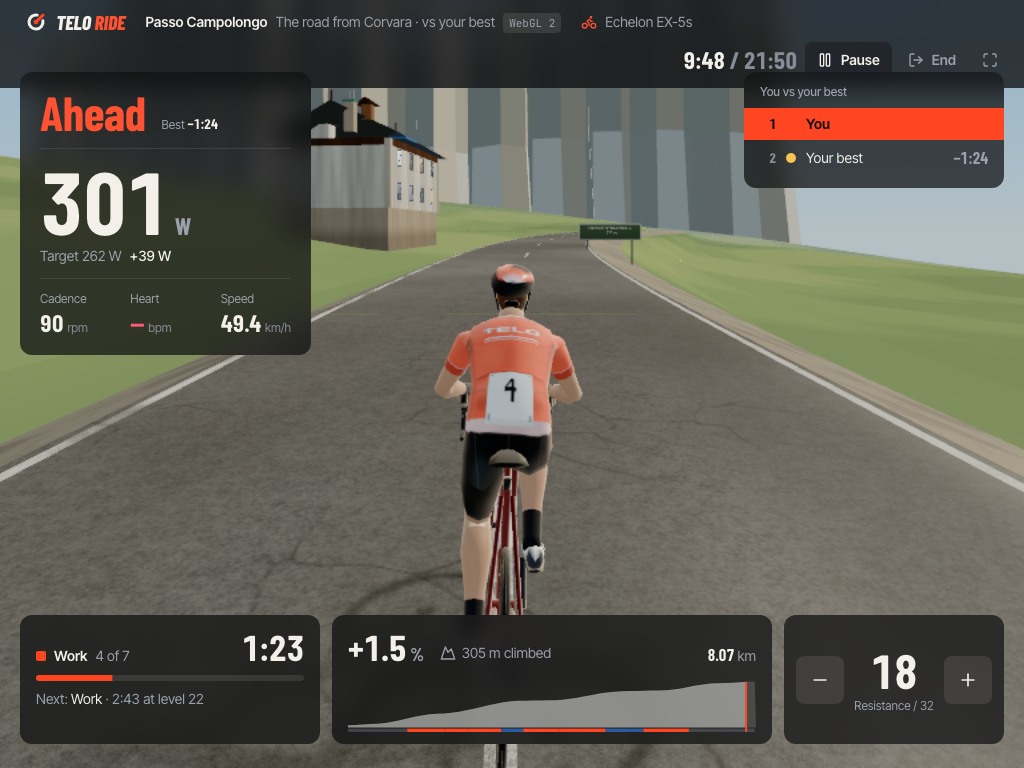 TELO RIDE Passo Campolongo The road from Corvara · vs your best WebGL 2 Echelon EX-5s
9:48 / 21:50 Pause End
Ahead Best −1:24
301 W
Target 262 W +39 W
Cadence Heart Speed
90 rpm — bpm 49.4 km/h
You vs your best
1 You
2 Your best −1:24
TELO
4
Work 4 of 7 1:23
Next: Work · 2:43 at level 22
+1.5 % 305 m climbed 8.07 km
− 18 +
Resistance / 32